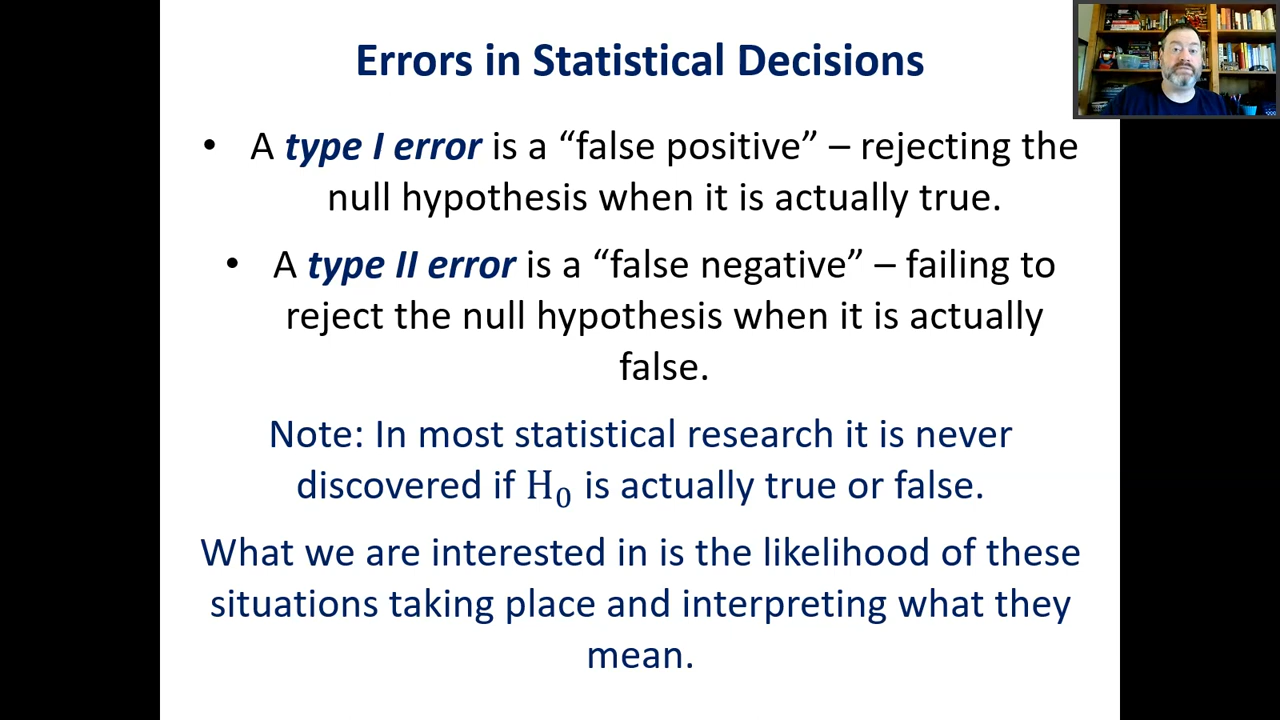 Errors in Statistical Decisions
• A type I error is a “false positive” – rejecting the
null hypothesis when it is actually true.
• A type II error is a “false negative” – failing to
reject the null hypothesis when it is actually
false.
Note: In most statistical research it is never
discovered if H₀ is actually true or false.
What we are interested in is the likelihood of these
situations taking place and interpreting what they
mean.